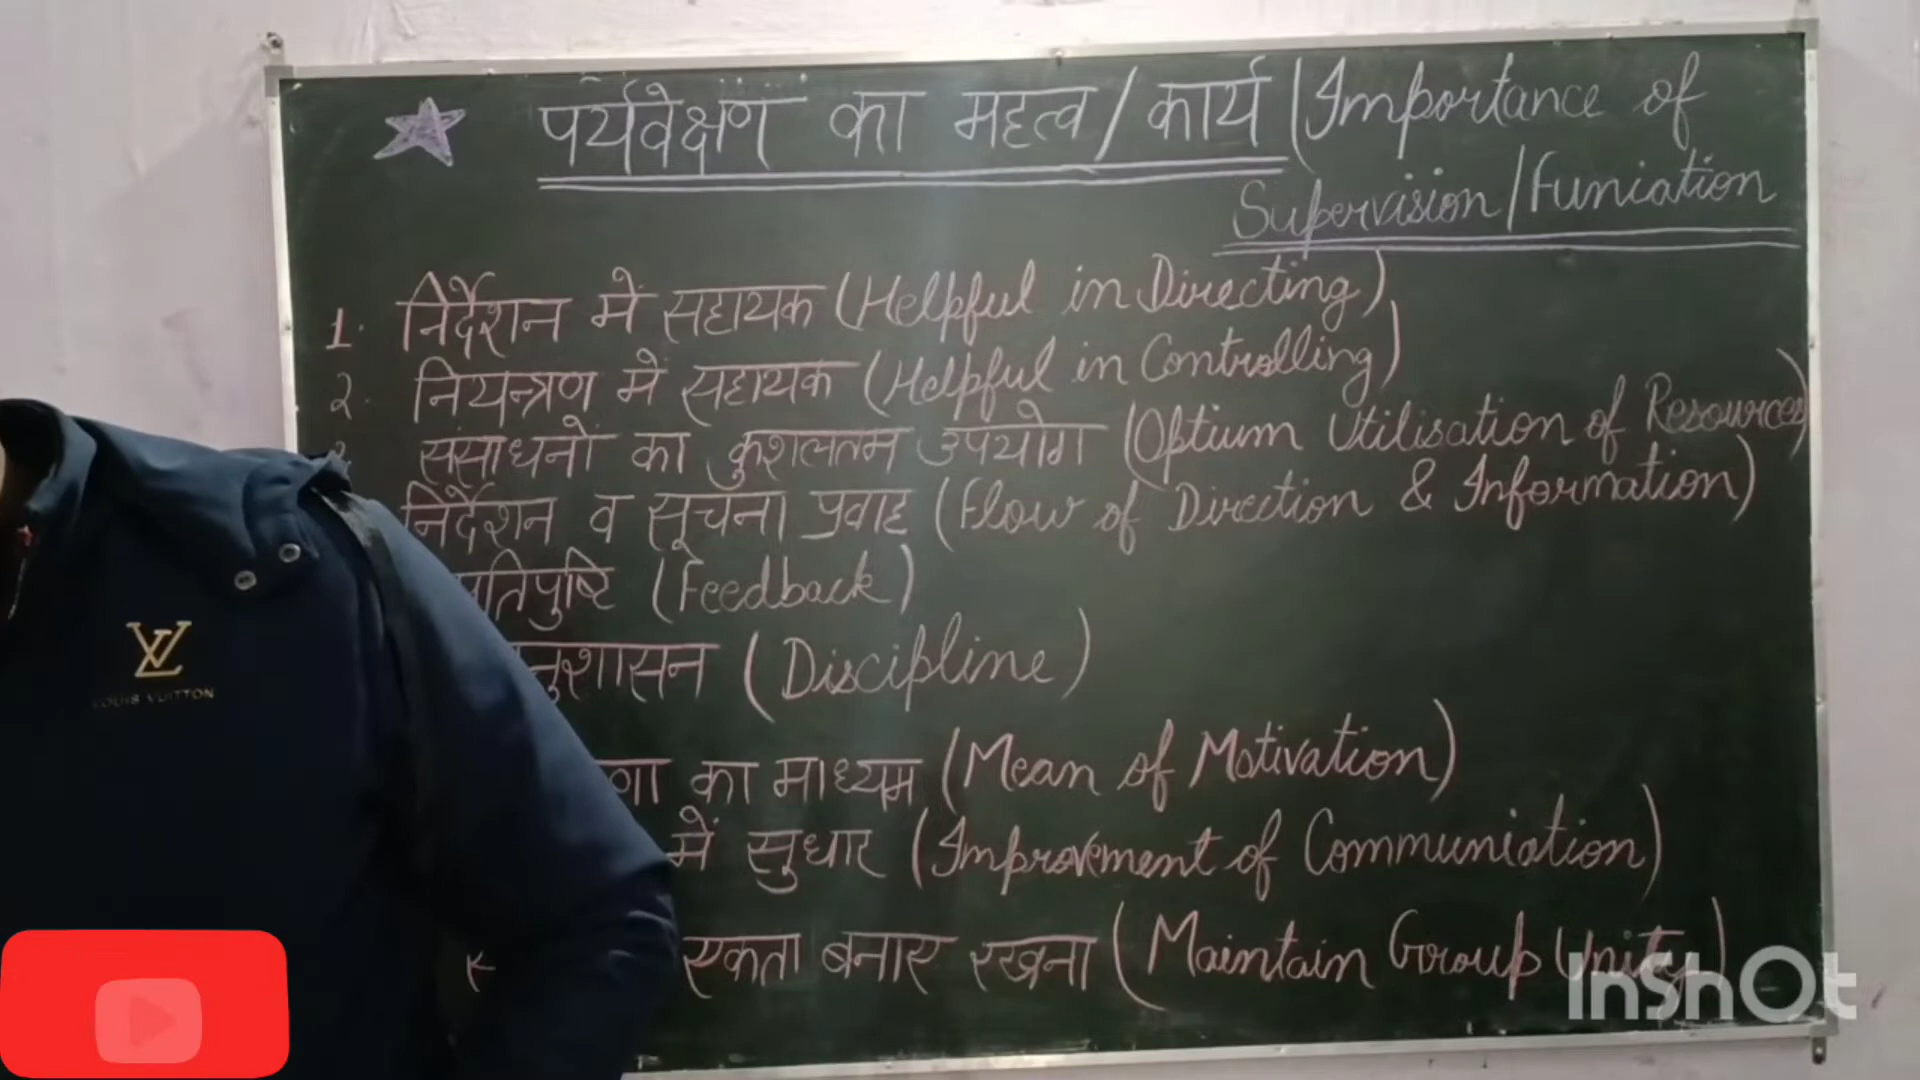 पर्यवेक्षण का महत्व / कार्य (Importance of
Supervision / Funiation
1. निर्देशन में सहायक (Helpful in Directing)
2. नियन्त्रण में सहायक (Helpful in Controlling)
संसाधनों का कुशलतम उपयोग (Optium Utilisation of Resources)
निर्देशन व सूचना प्रवाह (Flow of Direction & Information)
(Feedback)
(Discipline)
का माध्यम (Mean of Motivation)
में सुधार (Improvement of Communiation)
एकता बनाए रखना (Maintain Group Unity)
LOUIS VUITTON
InShOt